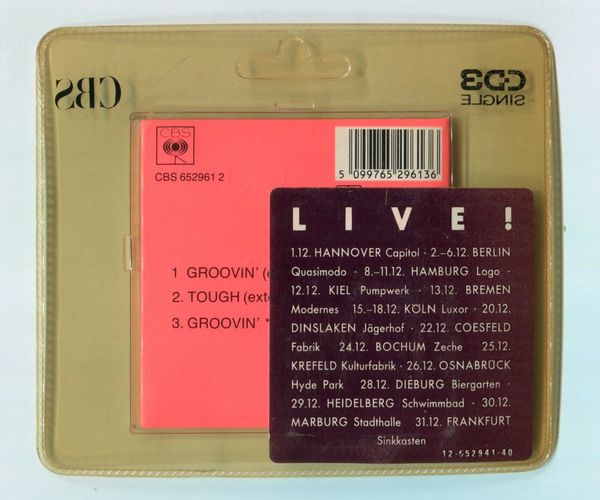 CBS
CD3
SINGLE
CBS
CBS 652961 2
5 099765 296136
1 GROOVIN' (e
2. TOUGH (exte
3. GROOVIN' *
LIVE!
1.12. HANNOVER Capitol · 2.–6.12. BERLIN
Quasimodo · 8.–11.12. HAMBURG Logo ·
12.12. KIEL Pumpwerk · 13.12. BREMEN
Modernes 15.–18.12. KÖLN Luxor · 20.12.
DINSLAKEN Jägerhof · 22.12. COESFELD
Fabrik 24.12. BOCHUM Zeche 25.12.
KREFELD Kulturfabrik · 26.12. OSNABRÜCK
Hyde Park 28.12. DIEBURG Biergarten ·
29.12. HEIDELBERG Schwimmbad · 30.12.
MARBURG Stadthalle 31.12. FRANKFURT
Sinkkasten
12-652941-40